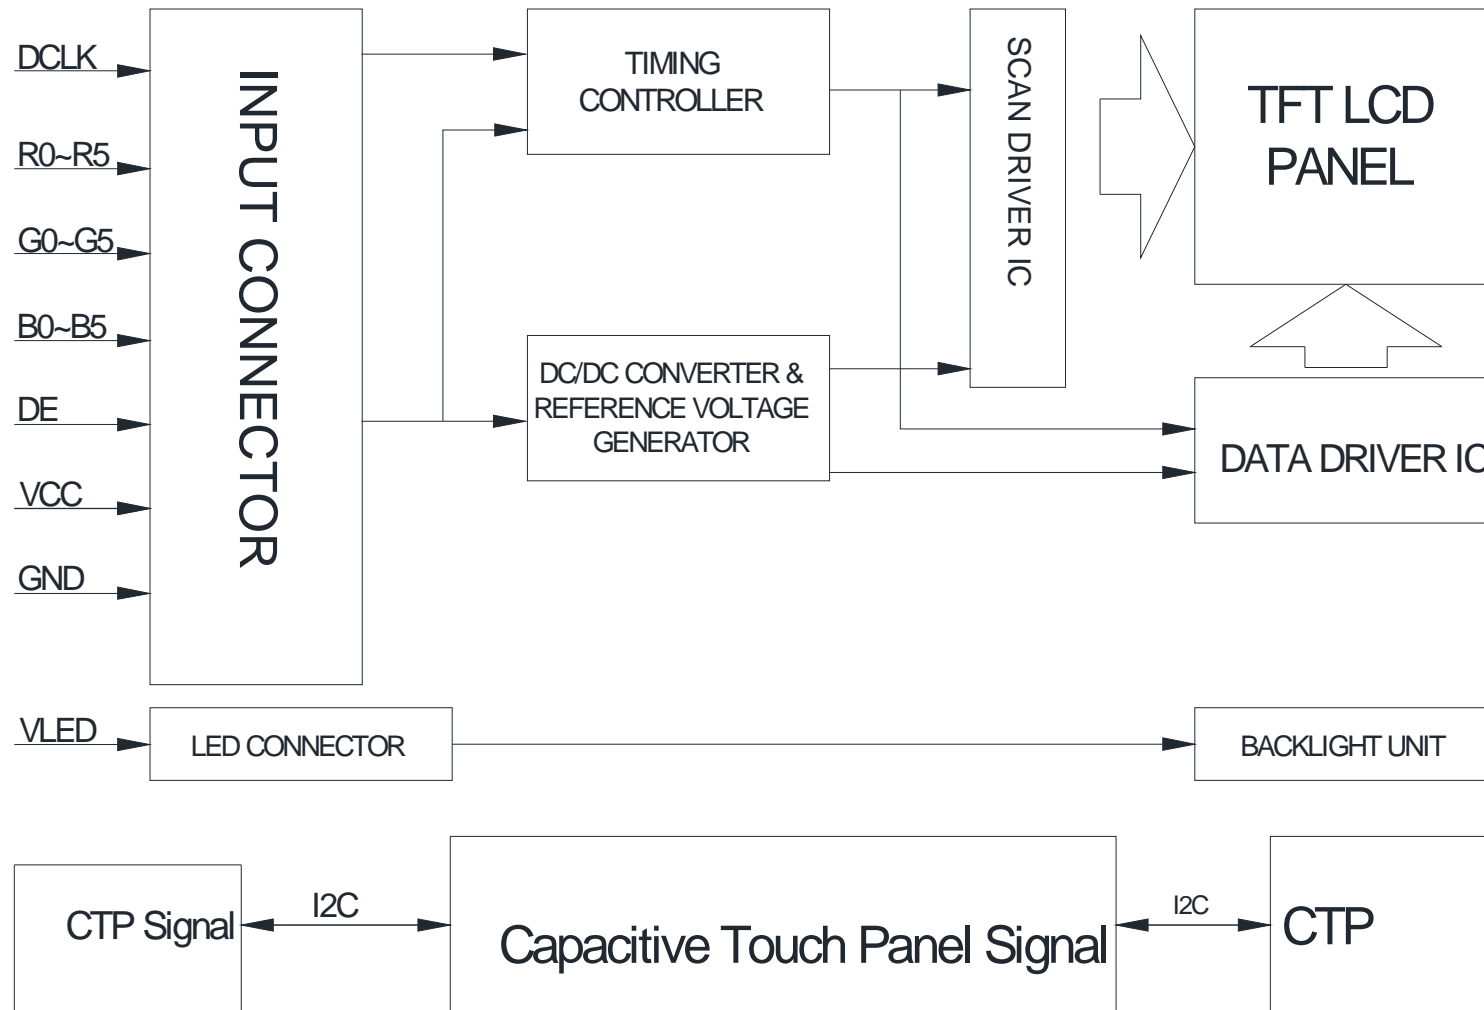 DCLK
R0~R5
G0~G5
B0~B5
DE
VCC
GND
INPUT CONNECTOR
TIMING
CONTROLLER
DC/DC CONVERTER &
REFERENCE VOLTAGE
GENERATOR
SCAN DRIVER IC
TFT LCD
PANEL
DATA DRIVER IC
VLED
LED CONNECTOR
BACKLIGHT UNIT
CTP Signal
I2C
Capacitive Touch Panel Signal
I2C
CTP